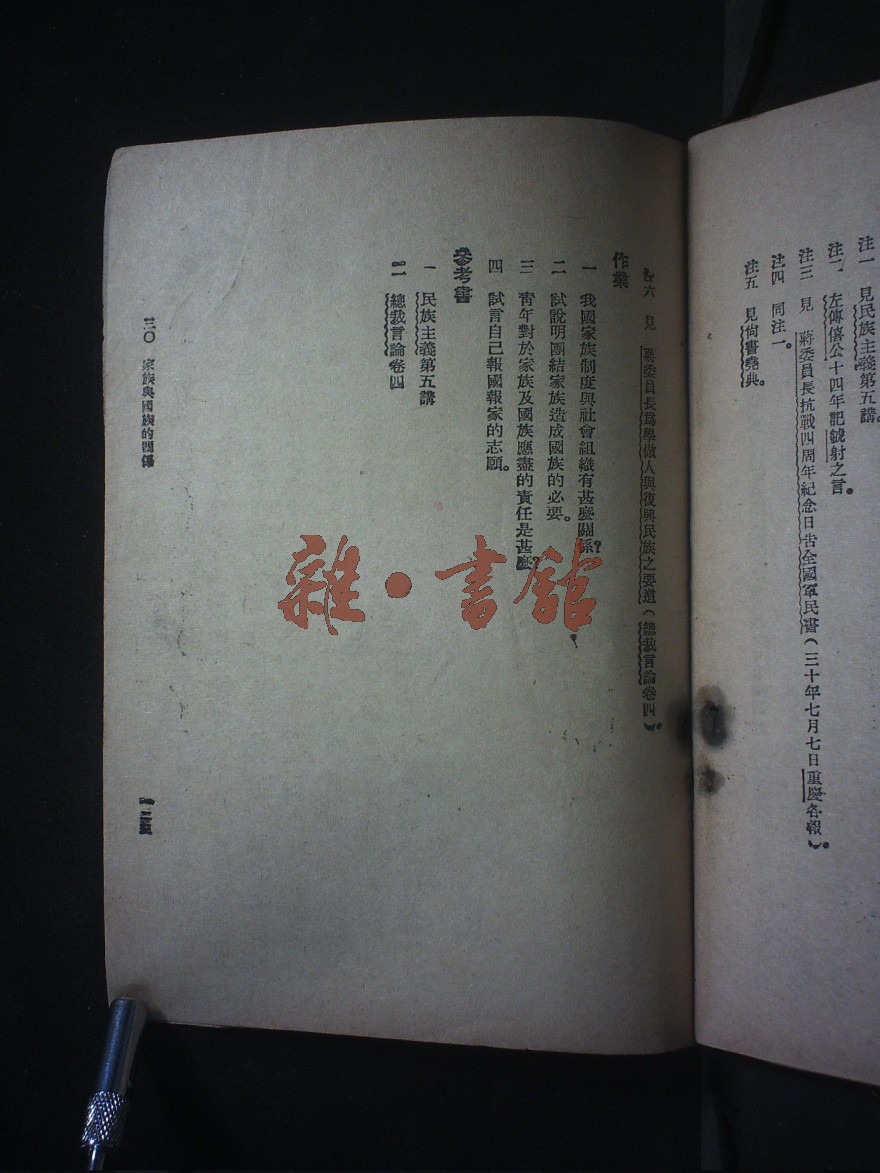 注一　見民族主義第五講。
注二　左傳僖公十四年記虢射之言。
注三　見　蔣委員長抗戰四周年紀念日告全國軍民書（三十年七月七日重慶各報）。
注四　同注一。
注五　見尙書堯典。
注六　見　蔣委員長爲學做人與復興民族之要道（總裁言論卷四）。
作業
一　我國家族制度與社會組織有甚麽關係？
二　試說明團結家族造成國族的必要。
三　靑年對於家族及國族應盡的責任是甚麽？
四　試言自己報國報家的志願。
參考書
一　民族主義第五講
二　總裁言論卷四
三〇　家族與國族的關係
雜・書館